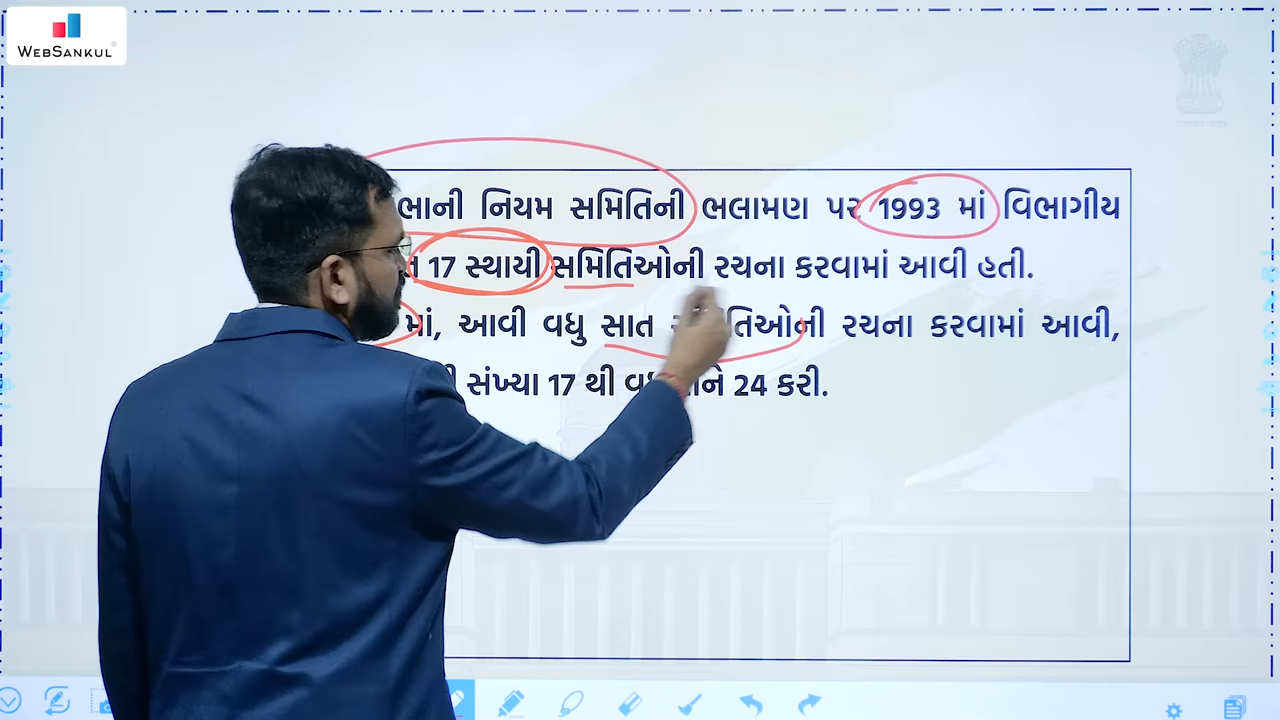 WEBSANKUL
ભાની નિયમ સમિતિની ભલામણ પર 1993 માં વિભાગીય
17 સ્થાયી સમિતિઓની રચના કરવામાં આવી હતી.
માં, આવી વધુ સાત રચના કરવામાં આવી,
સંખ્યા 17 થી 24 કરી.